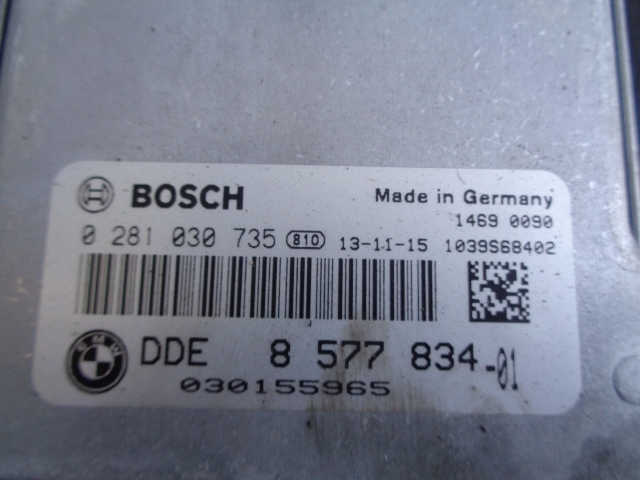 BOSCH Made in Germany
1469 0090
0 281 030 735 810 13-11-15 1039S68402
BMW DDE 8 577 834-01
030155965